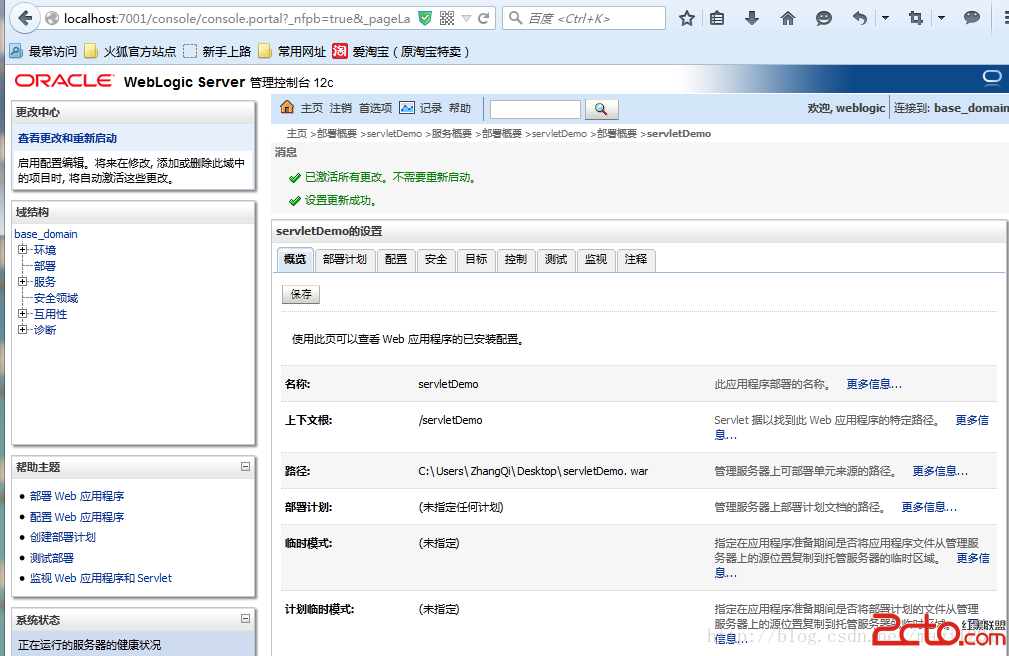 localhost:7001/console/console.portal?_nfpb=true&_pageLa
百度 <Ctrl+K>
最常访问 火狐官方站点 新手上路 常用网址 淘 爱淘宝（原淘宝特卖）
ORACLE WebLogic Server 管理控制台 12c
更改中心
查看更改和重新启动
启用配置编辑。将来在修改, 添加或删除此域中
的项目时, 将自动激活这些更改。
域结构
base_domain
环境
部署
服务
安全领域
互用性
诊断
帮助主题
部署 Web 应用程序
配置 Web 应用程序
创建部署计划
测试部署
监视 Web 应用程序和 Servlet
系统状态
正在运行的服务器的健康状况
主页 注销 首选项 记录 帮助
欢迎, weblogic 连接到: base_domain
主页 >部署概要 >servletDemo >服务概要 >部署概要 >servletDemo >部署概要 >servletDemo
消息
已激活所有更改。不需要重新启动。
设置更新成功。
servletDemo的设置
概览 部署计划 配置 安全 目标 控制 测试 监视 注释
保存
使用此页可以查看 Web 应用程序的已安装配置。
名称: servletDemo 此应用程序部署的名称。 更多信息...
上下文根: /servletDemo Servlet 据以找到此 Web 应用程序的特定路径。 更多信
息...
路径: C:\Users\ZhangQi\Desktop\servletDemo. war 管理服务器上可部署单元来源的路径。 更多信息...
部署计划: (未指定任何计划) 管理服务器上部署计划文档的路径。 更多信息...
临时模式: (未指定) 指定在应用程序准备期间是否将应用程序文件从管理服
务器上的源位置复制到托管服务器的临时区域。 更多信
息...
计划临时模式: (未指定) 指定在应用程序准备期间是否将部署计划的文件从管理
服务器上的源位置复制到托管服务器的临时区域。
信息...
http://blog.csdn.net/
2cto.com
红黑联盟